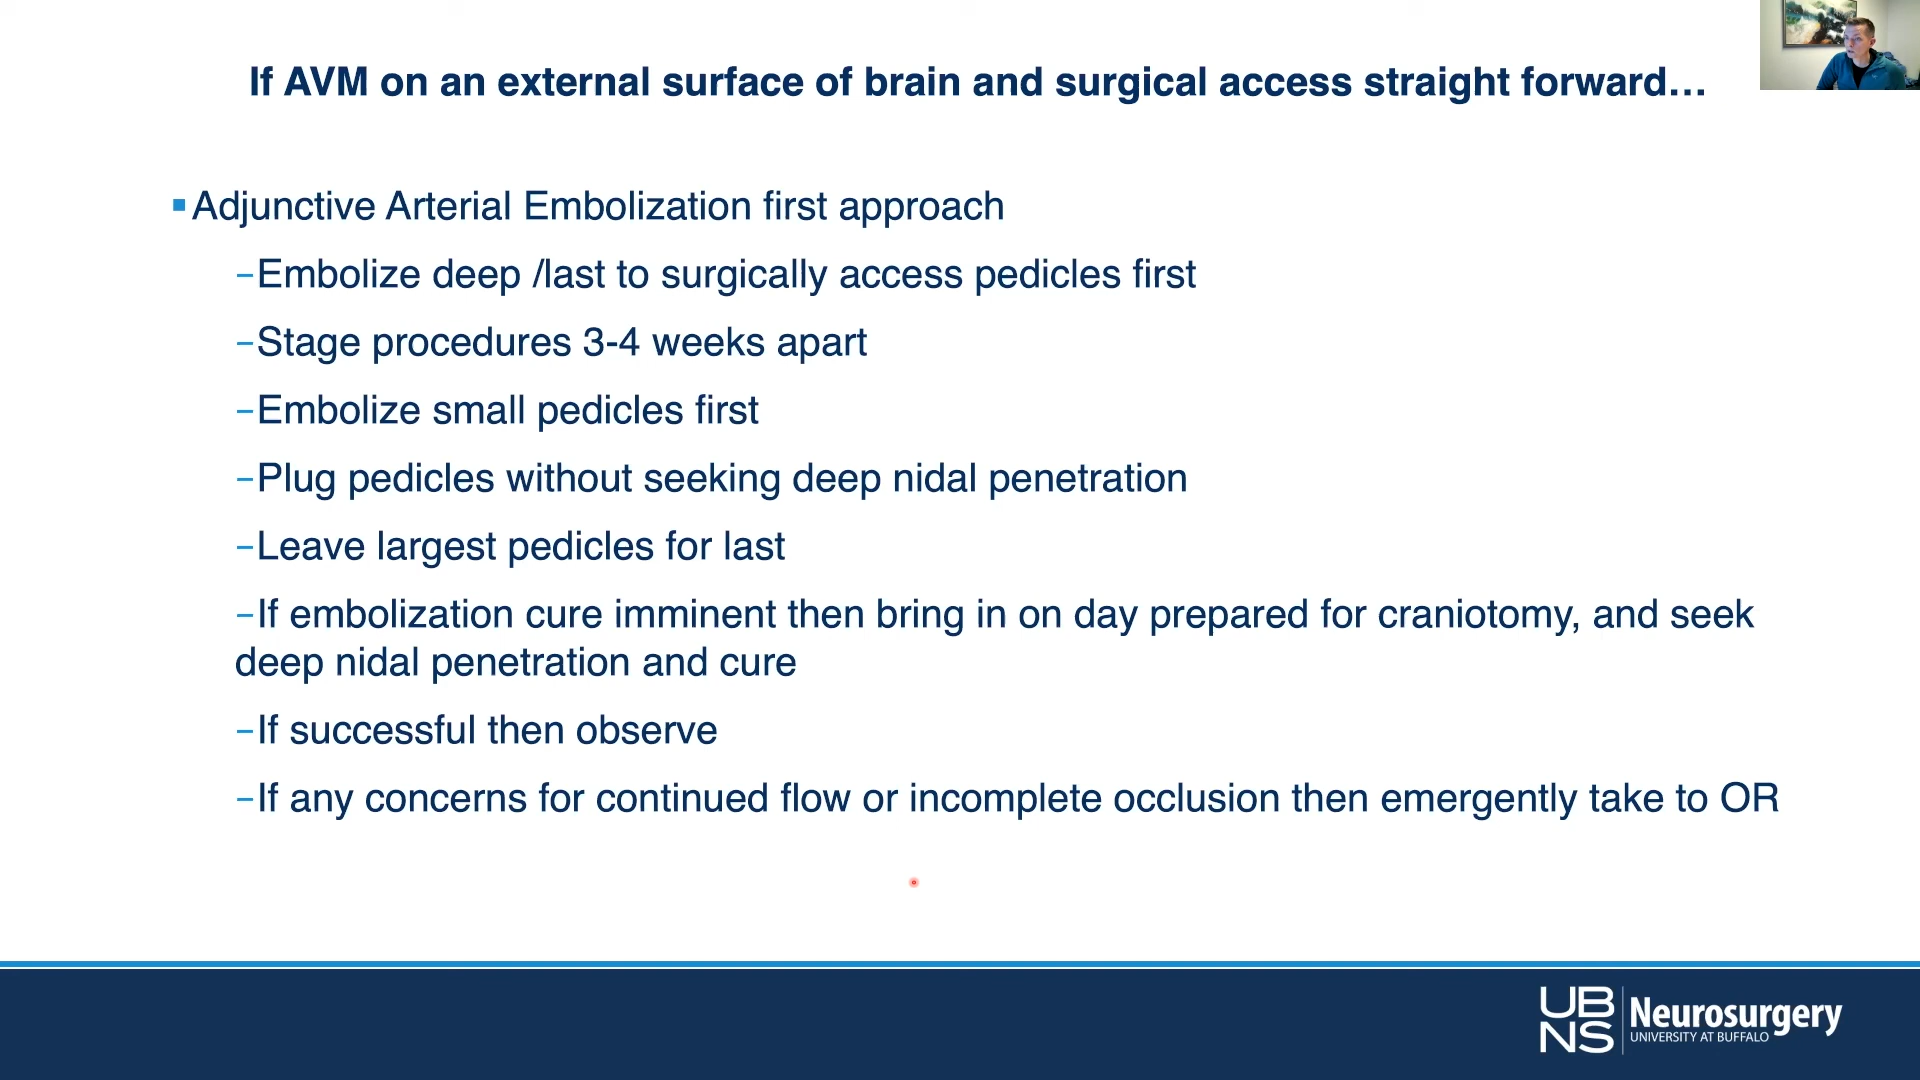 If AVM on an external surface of brain and surgical access straight forward...
▪Adjunctive Arterial Embolization first approach
–Embolize deep /last to surgically access pedicles first
–Stage procedures 3-4 weeks apart
–Embolize small pedicles first
–Plug pedicles without seeking deep nidal penetration
–Leave largest pedicles for last
–If embolization cure imminent then bring in on day prepared for craniotomy, and seek
deep nidal penetration and cure
–If successful then observe
–If any concerns for continued flow or incomplete occlusion then emergently take to OR
UB
NS
Neurosurgery
UNIVERSITY AT BUFFALO